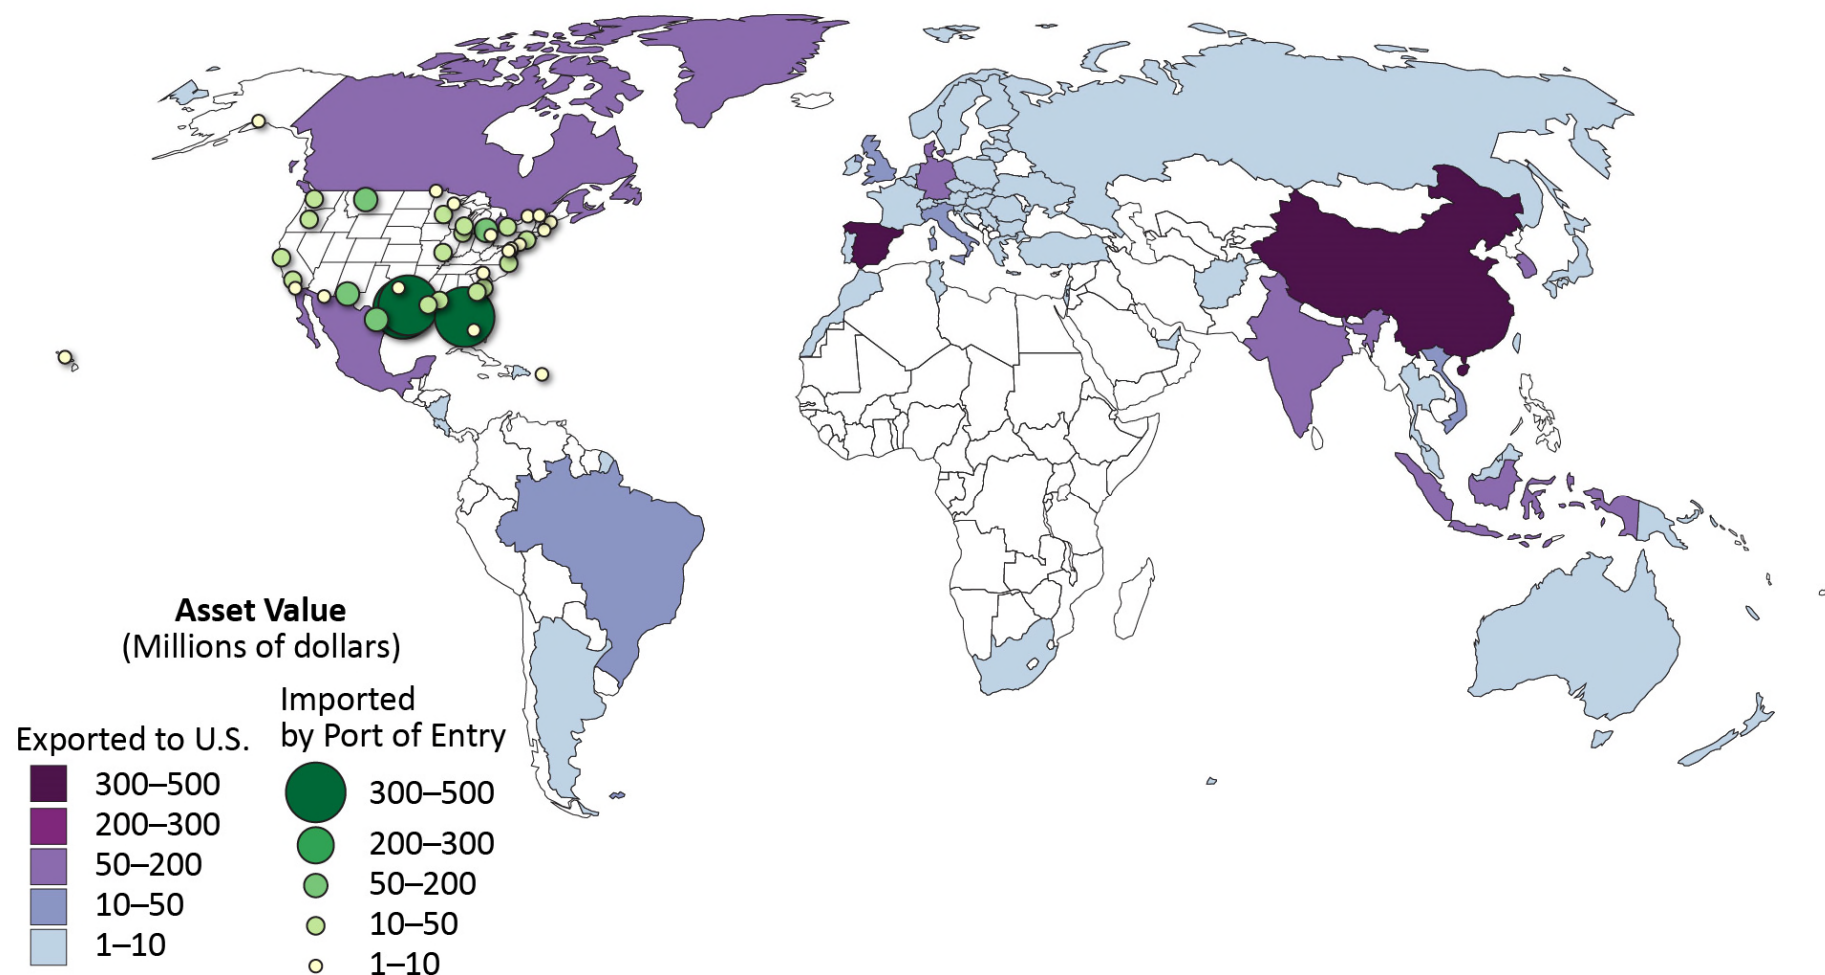 Asset Value
(Millions of dollars)
Exported to U.S.
300–500
200–300
50–200
10–50
1–10
Imported
by Port of Entry
300–500
200–300
50–200
10–50
1–10